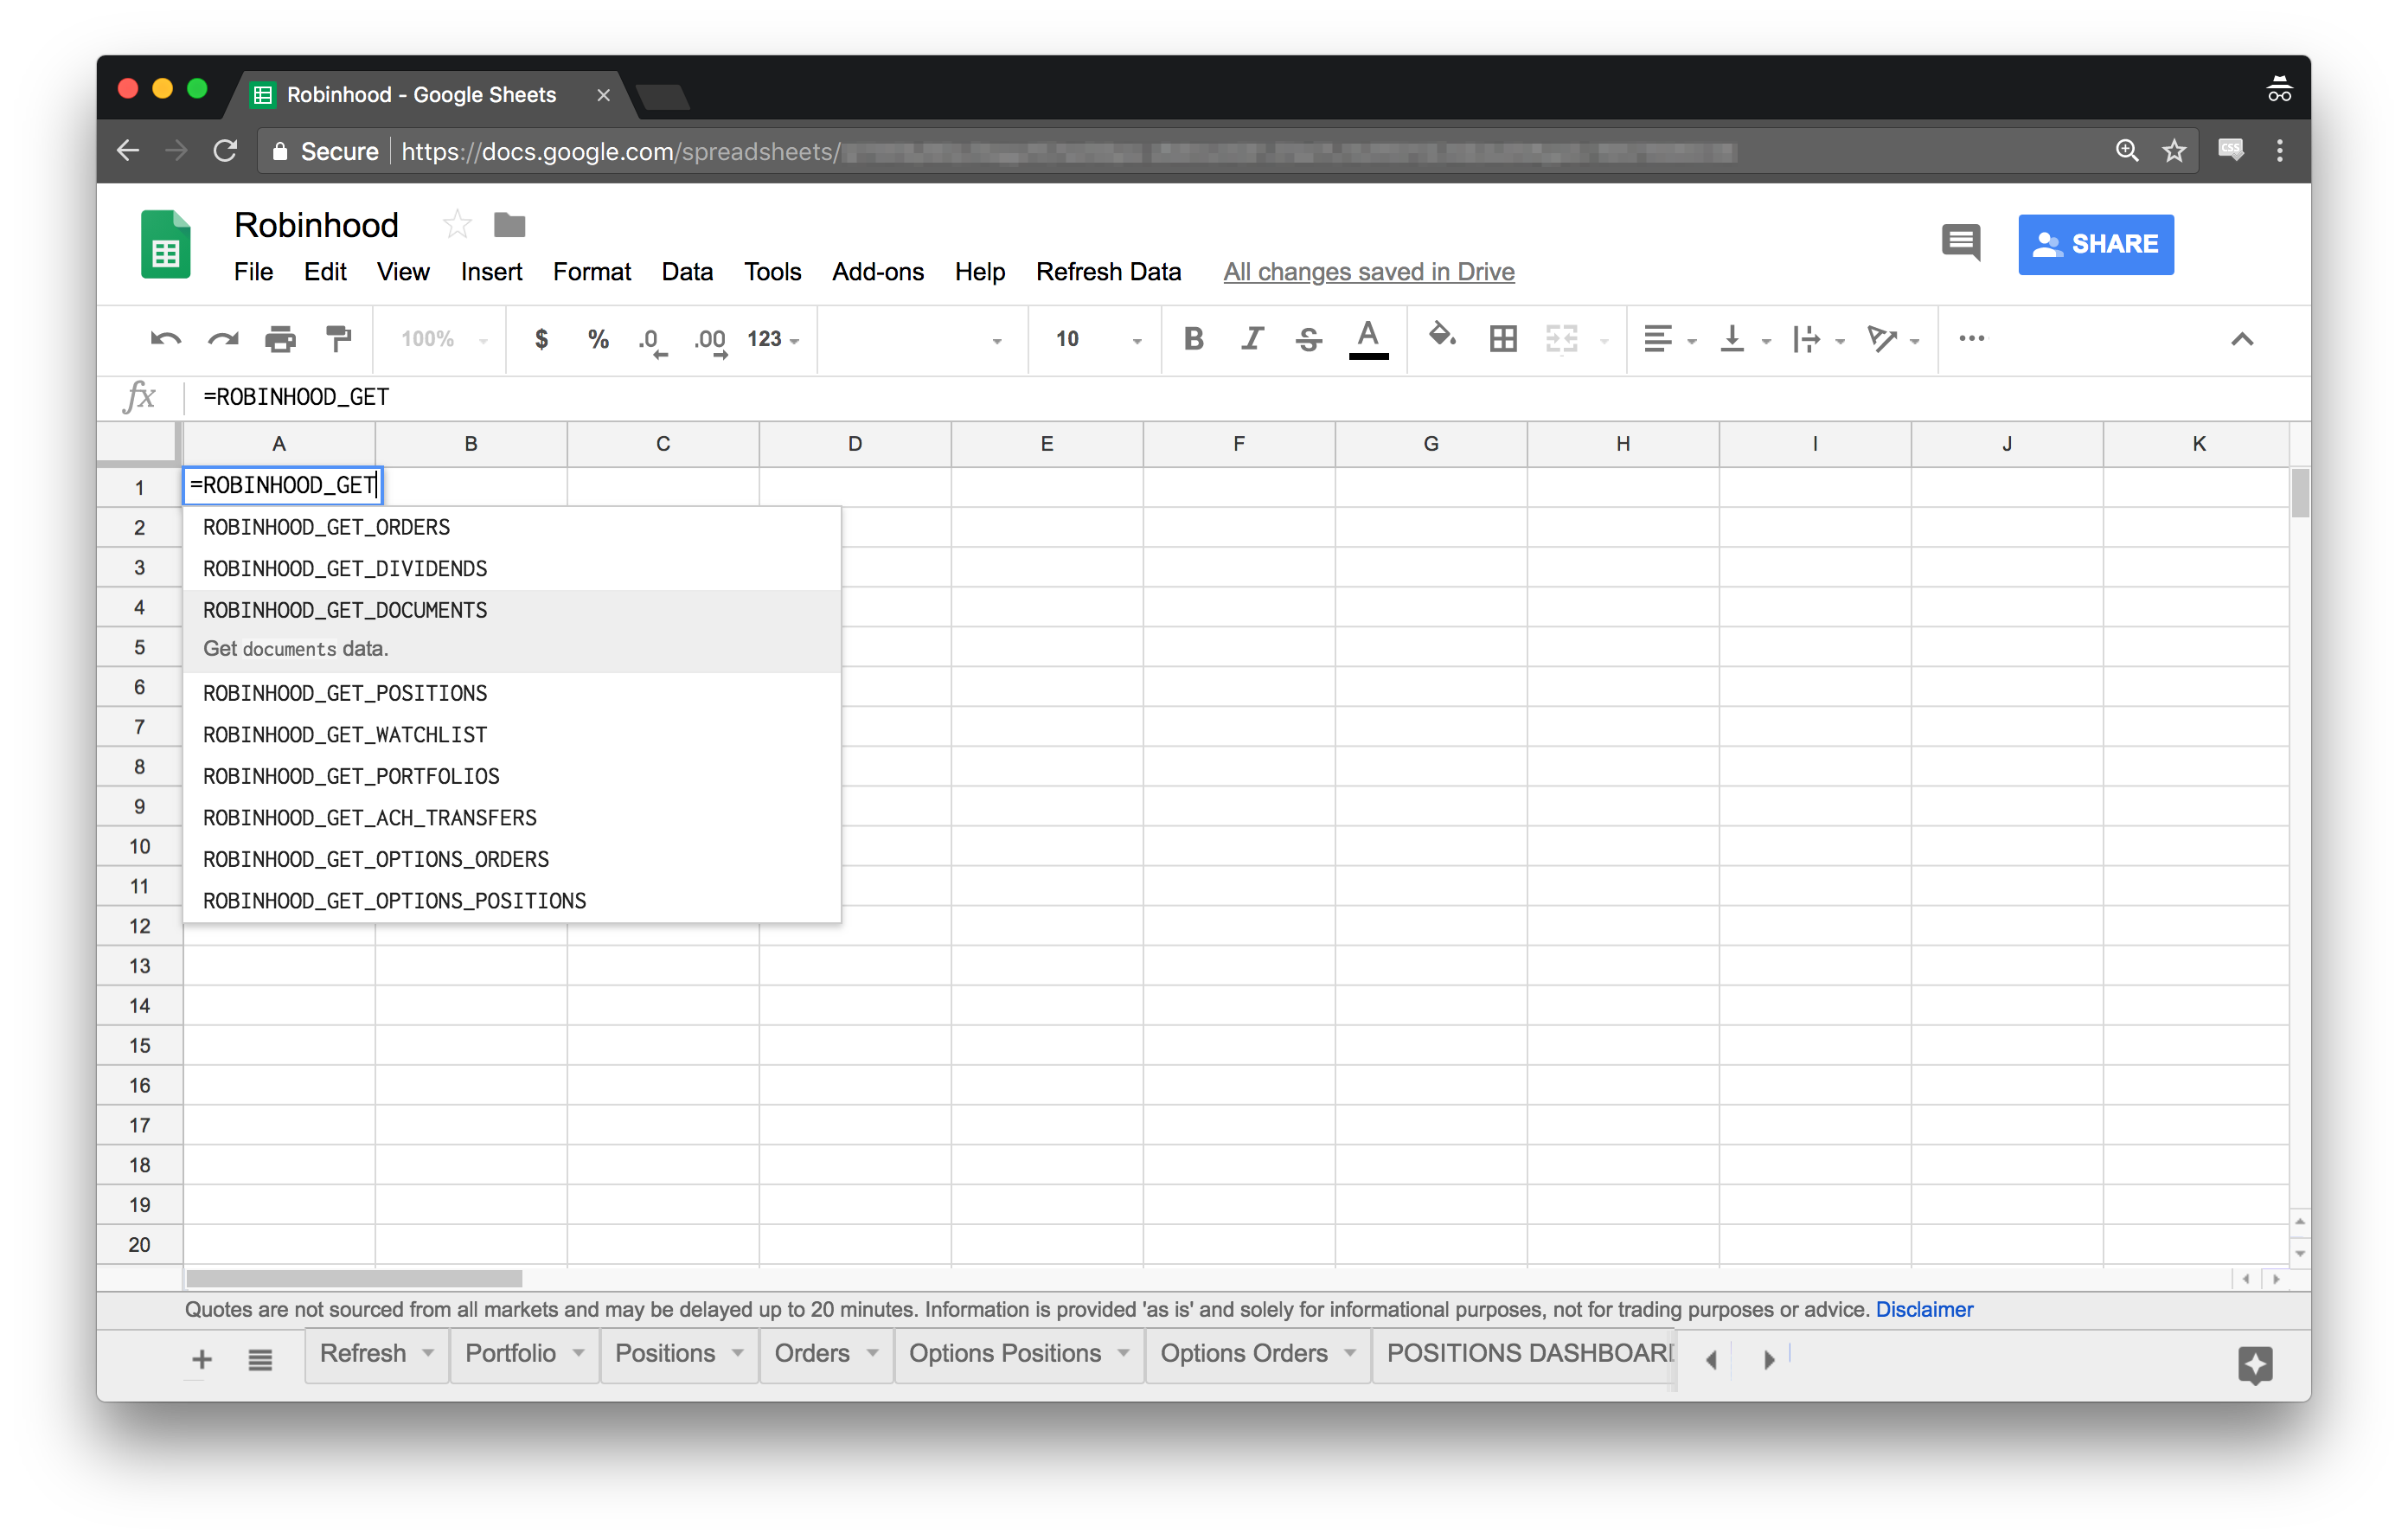 Robinhood - Google Sheets
Secure https://docs.google.com/spreadsheets/
CSS
Robinhood
File Edit View Insert Format Data Tools Add-ons Help Refresh Data All changes saved in Drive
SHARE
100% $ % .0 .00 123 10 B I S A
fx =ROBINHOOD_GET
A B C D E F G H I J K
1 =ROBINHOOD_GET
2 ROBINHOOD_GET_ORDERS
3 ROBINHOOD_GET_DIVIDENDS
4 ROBINHOOD_GET_DOCUMENTS
5 Get documents data.
6 ROBINHOOD_GET_POSITIONS
7 ROBINHOOD_GET_WATCHLIST
8 ROBINHOOD_GET_PORTFOLIOS
9 ROBINHOOD_GET_ACH_TRANSFERS
10 ROBINHOOD_GET_OPTIONS_ORDERS
11 ROBINHOOD_GET_OPTIONS_POSITIONS
12
13
14
15
16
17
18
19
20
Quotes are not sourced from all markets and may be delayed up to 20 minutes. Information is provided 'as is' and solely for informational purposes, not for trading purposes or advice. Disclaimer
Refresh Portfolio Positions Orders Options Positions Options Orders POSITIONS DASHBOARD